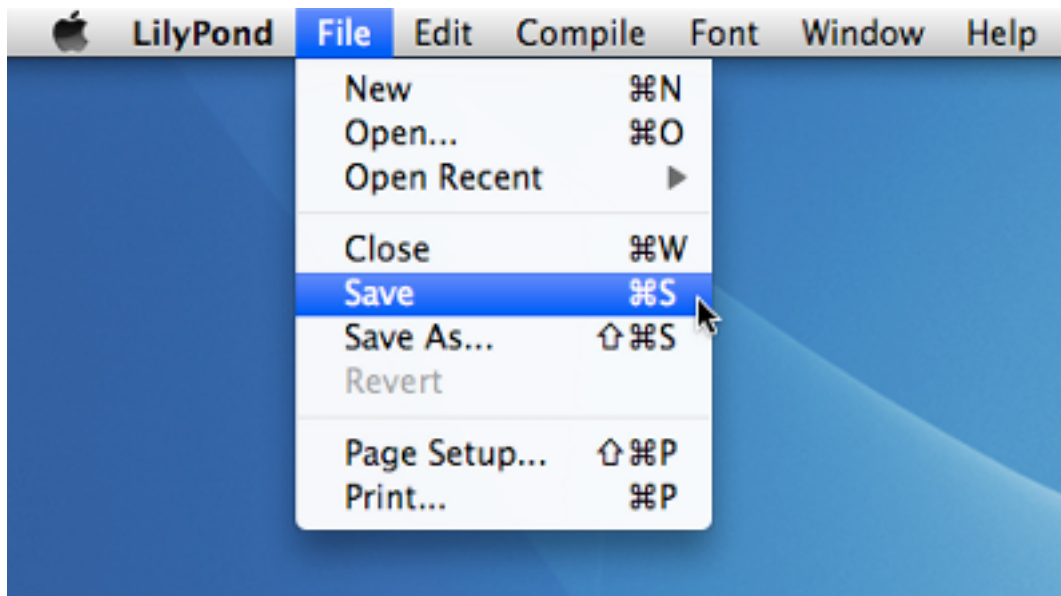 LilyPond File Edit Compile Font Window Help
New ⌘N
Open... ⌘O
Open Recent ▶
Close ⌘W
Save ⌘S
Save As... ⇧⌘S
Revert
Page Setup... ⇧⌘P
Print... ⌘P